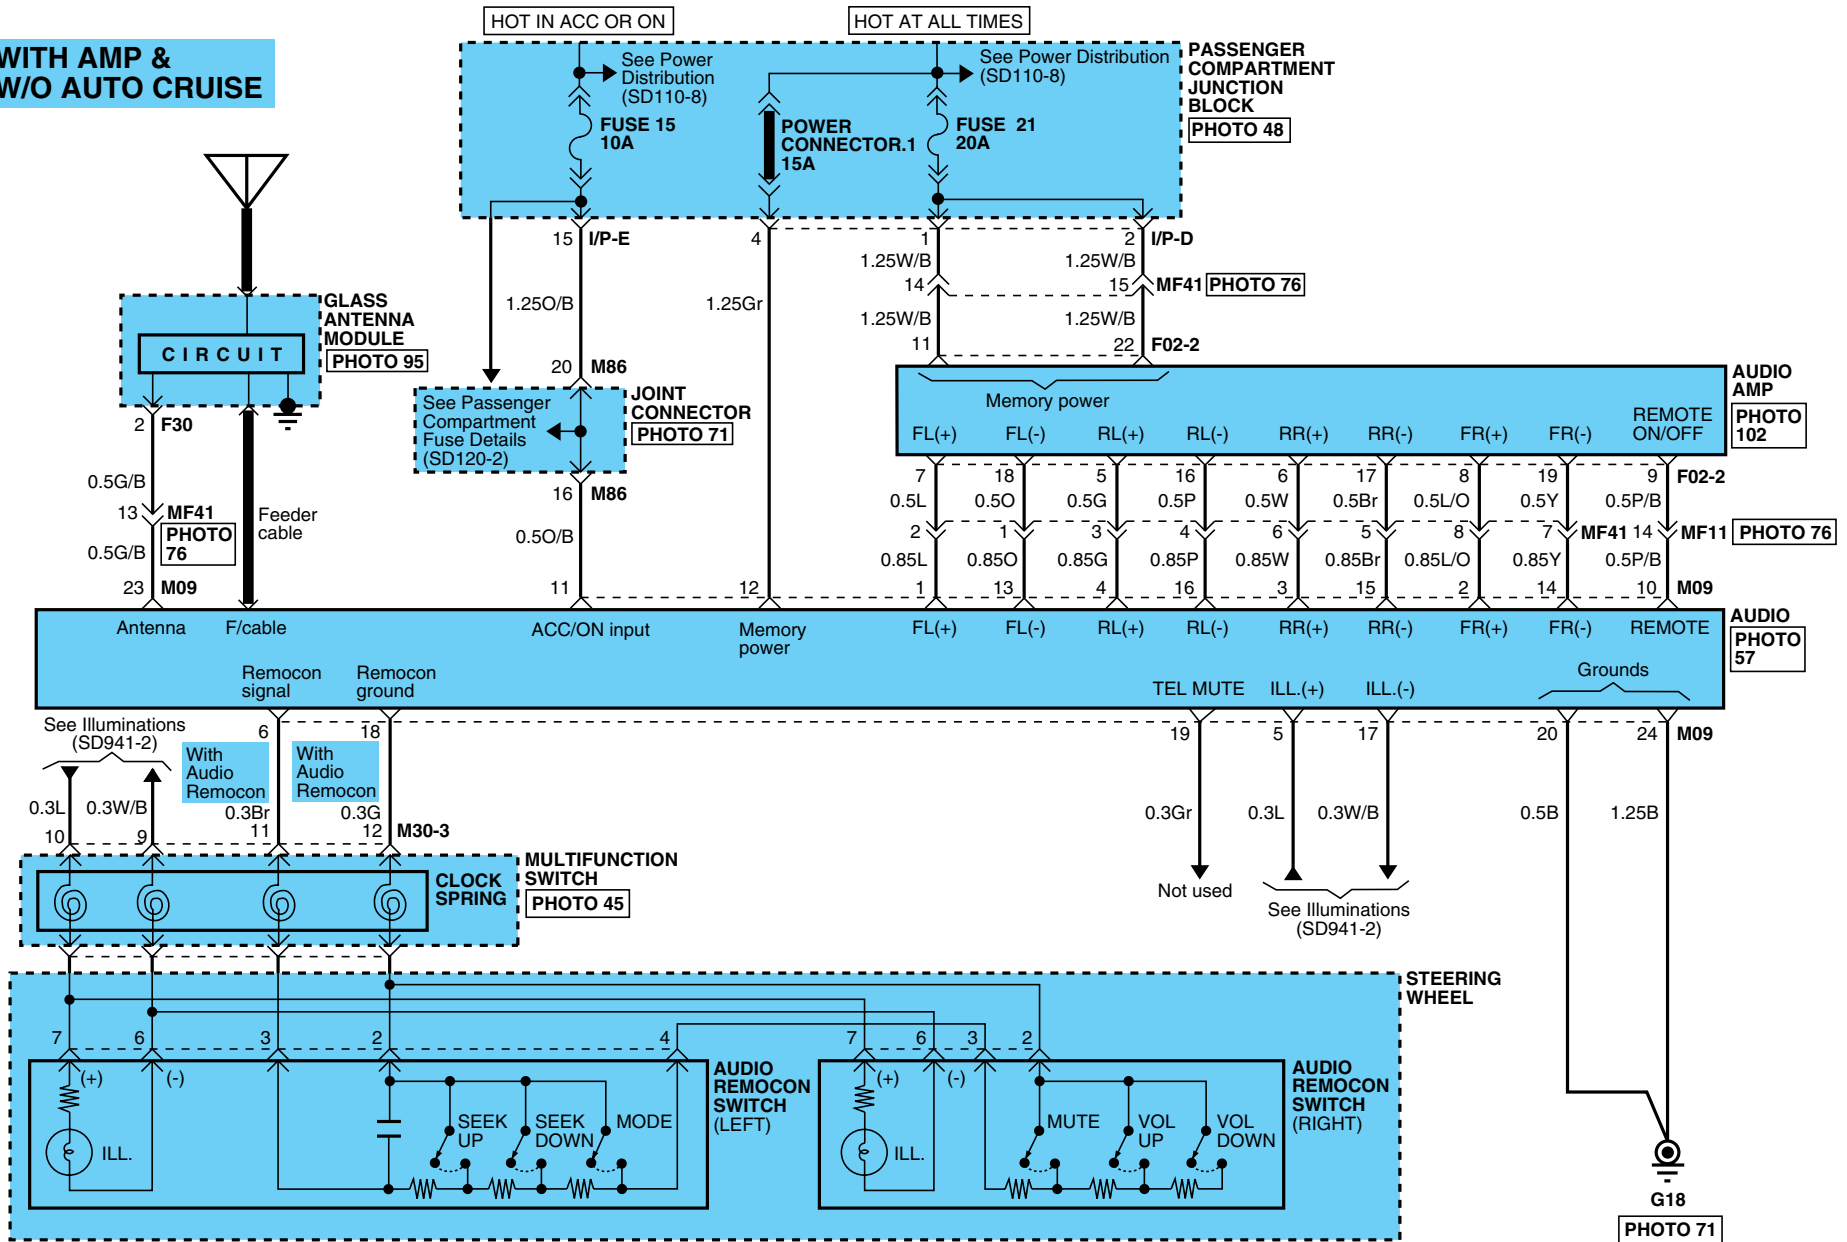 WITH AMP &
W/O AUTO CRUISE
HOT IN ACC OR ON
HOT AT ALL TIMES
See Power
Distribution
(SD110-8)
FUSE 15
10A
POWER
CONNECTOR.1
15A
See Power Distribution
(SD110-8)
FUSE 21
20A
PASSENGER
COMPARTMENT
JUNCTION
BLOCK
PHOTO 48
15 I/P-E
4
1
2 I/P-D
1.25W/B
1.25W/B
14
15 MF41 PHOTO 76
1.25O/B
1.25Gr
1.25W/B
1.25W/B
11
22 F02-2
GLASS
ANTENNA
MODULE
PHOTO 95
CIRCUIT
2 F30
0.5G/B
13 MF41
PHOTO
76
0.5G/B
23 M09
Feeder
cable
20 M86
See Passenger
Compartment
Fuse Details
(SD120-2)
JOINT
CONNECTOR
PHOTO 71
16 M86
0.5O/B
11
12
Memory power
FL(+) FL(-) RL(+) RL(-) RR(+) RR(-) FR(+) FR(-)
REMOTE
ON/OFF
AUDIO
AMP
PHOTO
102
7 18 5 16 6 17 8 19 9 F02-2
0.5L 0.5O 0.5G 0.5P 0.5W 0.5Br 0.5L/O 0.5Y 0.5P/B
2 1 3 4 6 5 8 7 MF41 14 MF11 PHOTO 76
0.85L 0.85O 0.85G 0.85P 0.85W 0.85Br 0.85L/O 0.85Y 0.5P/B
1 13 4 16 3 15 2 14 10 M09
Antenna F/cable
ACC/ON input
Memory
power
FL(+) FL(-) RL(+) RL(-) RR(+) RR(-) FR(+) FR(-) REMOTE
AUDIO
PHOTO
57
Remocon
signal
Remocon
ground
TEL MUTE ILL.(+) ILL.(-)
Grounds
See Illuminations
(SD941-2)
6
18
With
Audio
Remocon
With
Audio
Remocon
19 5 17 20 24 M09
0.3L 0.3W/B 0.3Br 0.3G
10 9 11 12 M30-3
0.3Gr 0.3L 0.3W/B 0.5B 1.25B
Not used
See Illuminations
(SD941-2)
CLOCK
SPRING
MULTIFUNCTION
SWITCH
PHOTO 45
STEERING
WHEEL
7 6 3 2 4
7 6 3 2
(+) (-)
ILL.
SEEK
UP
SEEK
DOWN
MODE
AUDIO
REMOCON
SWITCH
(LEFT)
(+) (-)
ILL.
MUTE
VOL
UP
VOL
DOWN
AUDIO
REMOCON
SWITCH
(RIGHT)
G18
PHOTO 71